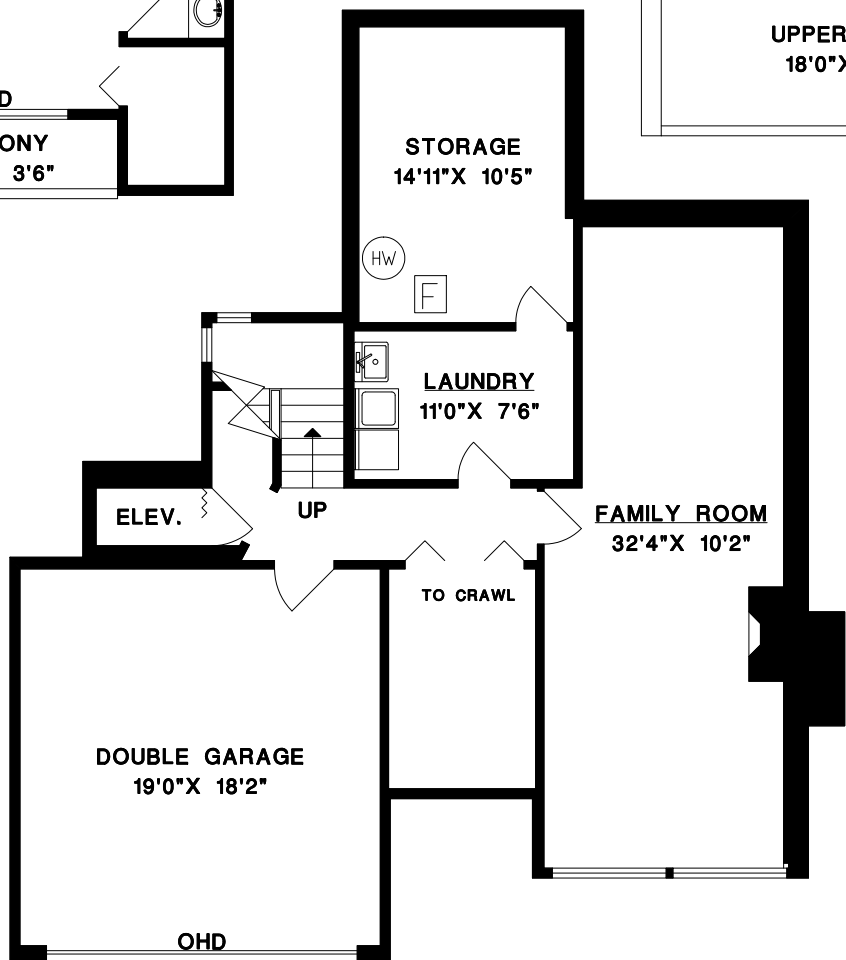 UPPER
18'0"X
D
ONY
3'6"
STORAGE
14'11"X 10'5"
HW
F
LAUNDRY
11'0"X 7'6"
UP
ELEV.
FAMILY ROOM
32'4"X 10'2"
TO CRAWL
DOUBLE GARAGE
19'0"X 18'2"
OHD